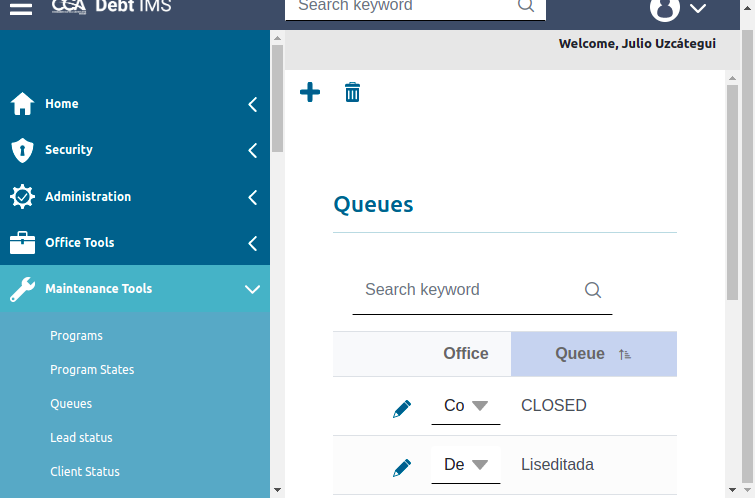 CCA Debt IMS
Search keyword
Welcome, Julio Uzcátegui
Home
Security
Administration
Office Tools
Maintenance Tools
Programs
Program States
Queues
Lead status
Client Status
Queues
Search keyword
Office Queue
Co CLOSED
De Liseditada